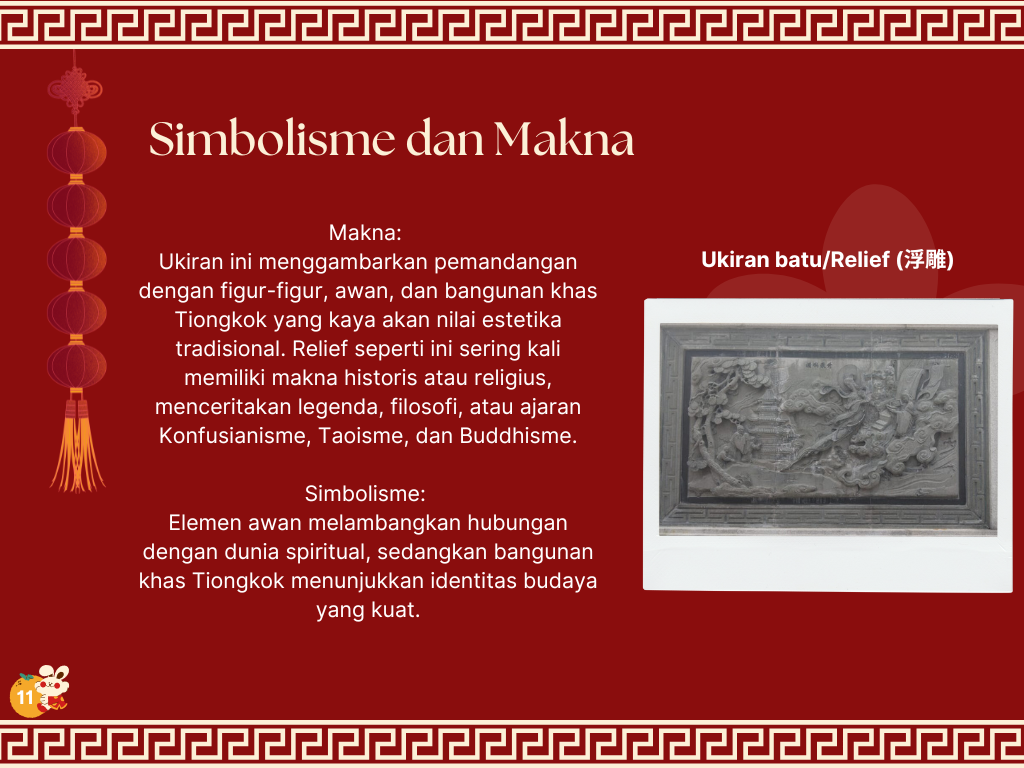 Simbolisme dan Makna
Makna:
Ukiran ini menggambarkan pemandangan
dengan figur-figur, awan, dan bangunan khas
Tiongkok yang kaya akan nilai estetika
tradisional. Relief seperti ini sering kali
memiliki makna historis atau religius,
menceritakan legenda, filosofi, atau ajaran
Konfusianisme, Taoisme, dan Buddhisme.
Simbolisme:
Elemen awan melambangkan hubungan
dengan dunia spiritual, sedangkan bangunan
khas Tiongkok menunjukkan identitas budaya
yang kuat.
Ukiran batu/Relief (浮雕)
11